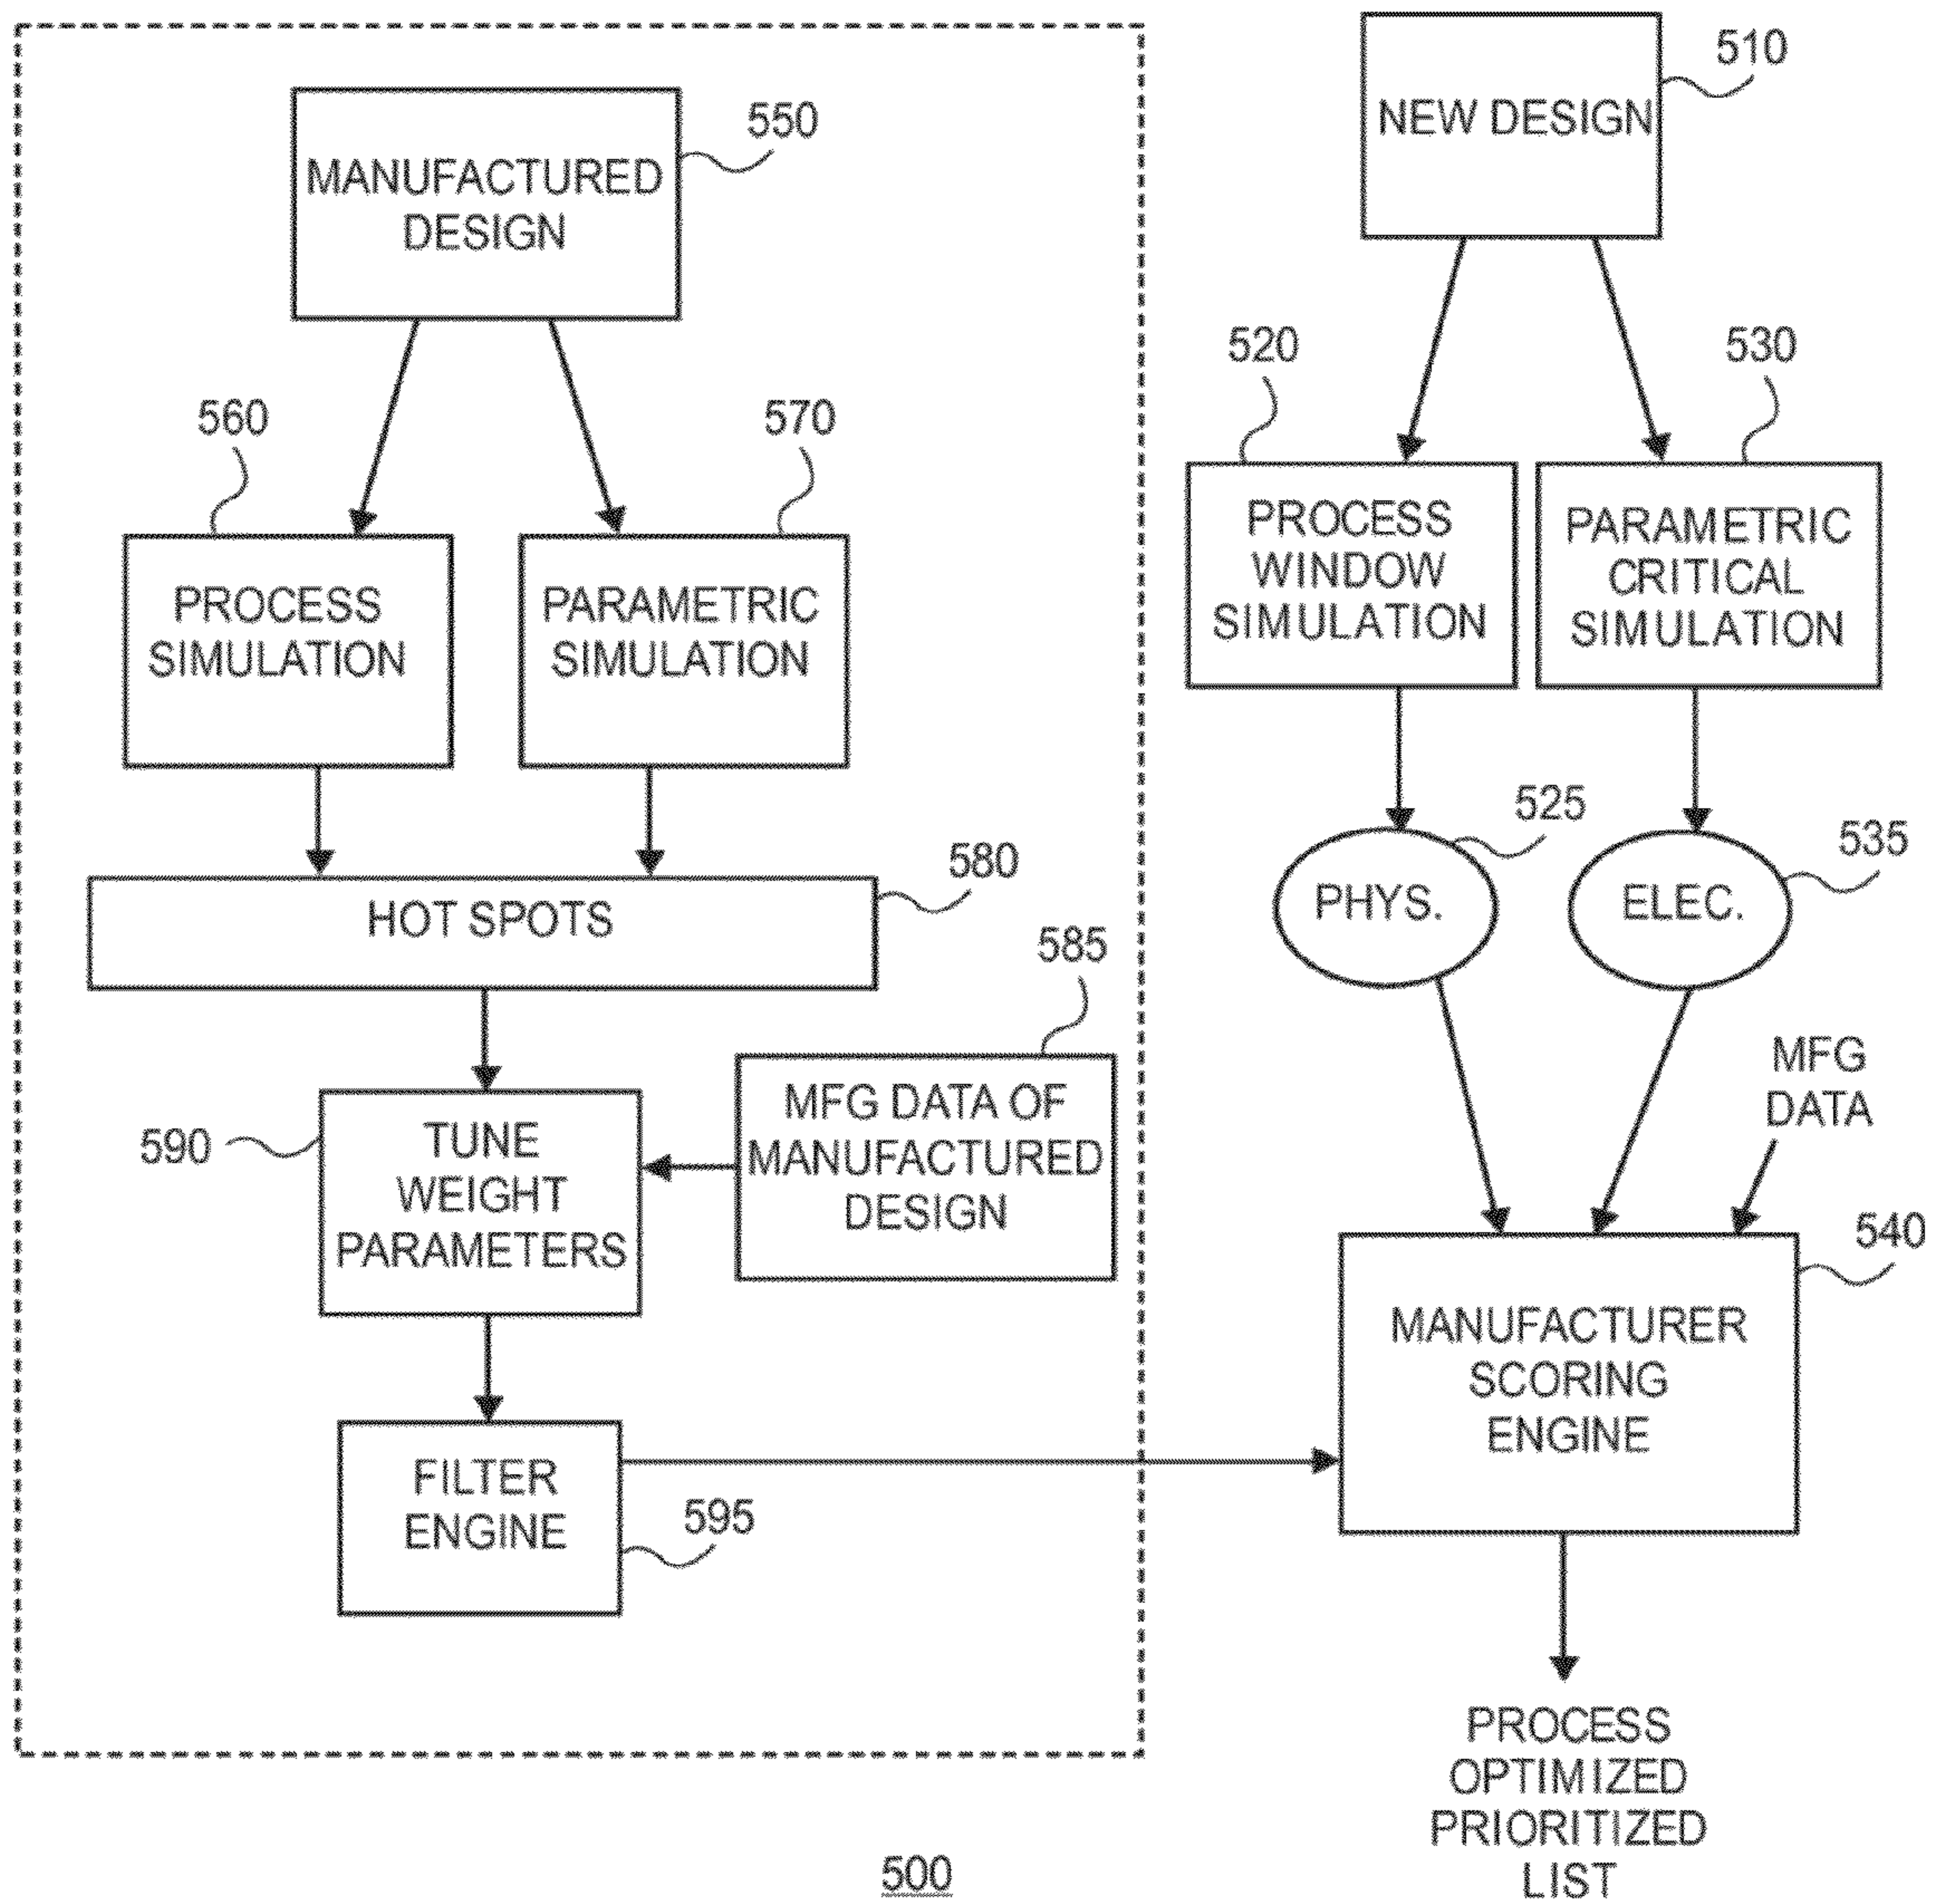 510
NEW DESIGN
550
MANUFACTURED
DESIGN
520
530
560
570
PROCESS
WINDOW
SIMULATION
PARAMETRIC
CRITICAL
SIMULATION
PROCESS
SIMULATION
PARAMETRIC
SIMULATION
525
535
580
HOT SPOTS
PHYS.
ELEC.
585
MFG
DATA
MFG DATA OF
MANUFACTURED
DESIGN
590
TUNE
WEIGHT
PARAMETERS
540
MANUFACTURER
SCORING
ENGINE
FILTER
ENGINE
595
PROCESS
OPTIMIZED
PRIORITIZED
LIST
500